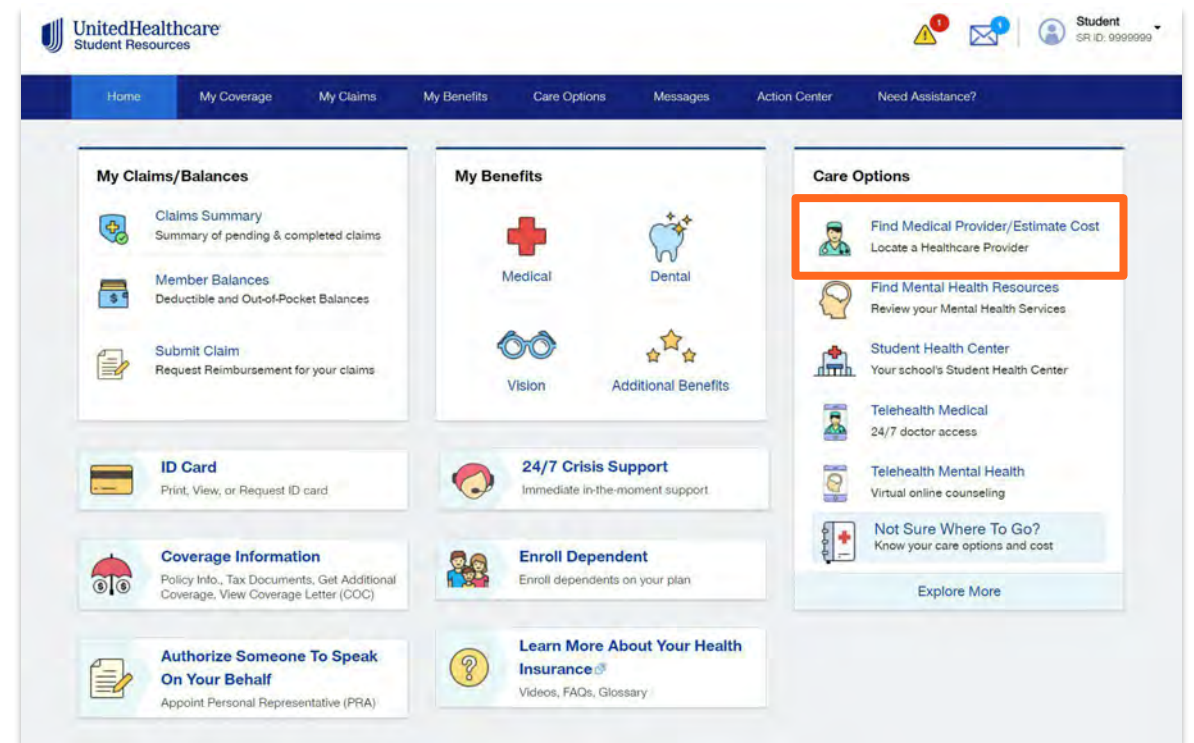 UnitedHealthcare
Student Resources
1
1
Student
SR ID: 9999999
Home
My Coverage
My Claims
My Benefits
Care Options
Messages
Action Center
Need Assistance?
My Claims/Balances
Claims Summary
Summary of pending & completed claims
Member Balances
Deductible and Out-of-Pocket Balances
Submit Claim
Request Reimbursement for your claims
My Benefits
Medical
Dental
Vision
Additional Benefits
Care Options
Find Medical Provider/Estimate Cost
Locate a Healthcare Provider
Find Mental Health Resources
Review your Mental Health Services
Student Health Center
Your school's Student Health Center
Telehealth Medical
24/7 doctor access
Telehealth Mental Health
Virtual online counseling
Not Sure Where To Go?
Know your care options and cost
Explore More
ID Card
Print, View, or Request ID card
24/7 Crisis Support
Immediate in-the-moment support
Coverage Information
Policy Info., Tax Documents, Get Additional
Coverage, View Coverage Letter (COC)
Enroll Dependent
Enroll dependents on your plan
Authorize Someone To Speak
On Your Behalf
Appoint Personal Representative (PRA)
Learn More About Your Health
Insurance
Videos, FAQs, Glossary